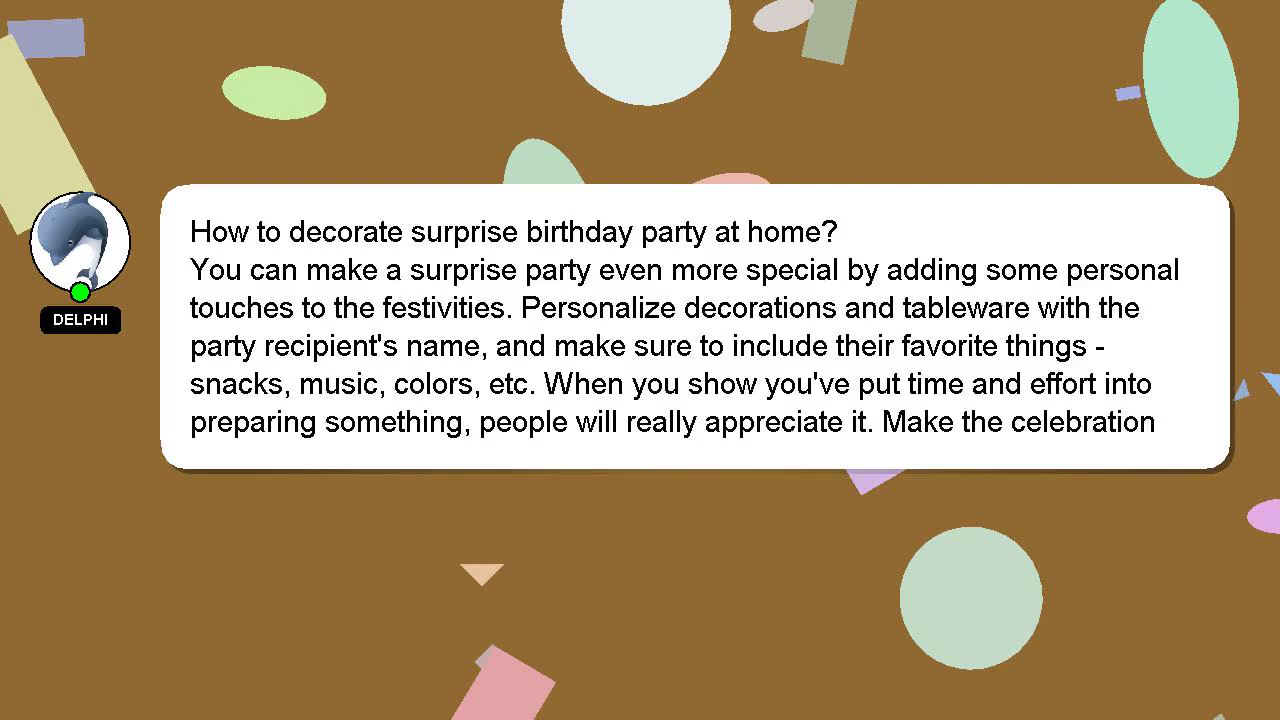 How to decorate surprise birthday party at home?
You can make a surprise party even more special by adding some personal
touches to the festivities. Personalize decorations and tableware with the
party recipient's name, and make sure to include their favorite things -
snacks, music, colors, etc. When you show you've put time and effort into
preparing something, people will really appreciate it. Make the celebration
DELPHI